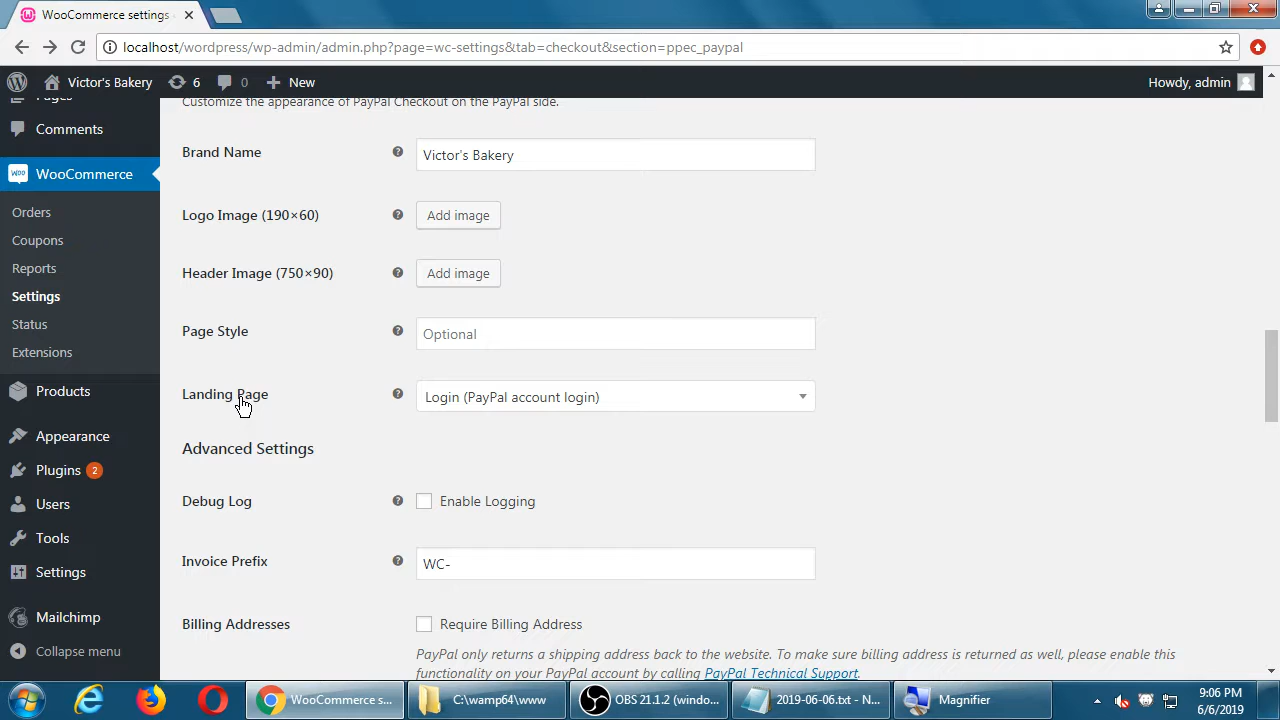 WooCommerce settings
localhost/wordpress/wp-admin/admin.php?page=wc-settings&tab=checkout&section=ppec_paypal
Victor's Bakery
6
0
New
Howdy, admin
Pages
Comments
WooCommerce
Orders
Coupons
Reports
Settings
Status
Extensions
Products
Appearance
Plugins 2
Users
Tools
Settings
Mailchimp
Collapse menu
Customize the appearance of PayPal Checkout on the PayPal side.
Brand Name
Victor's Bakery
Logo Image (190×60)
Add image
Header Image (750×90)
Add image
Page Style
Optional
Landing Page
Login (PayPal account login)
Advanced Settings
Debug Log
Enable Logging
Invoice Prefix
WC-
Billing Addresses
Require Billing Address
PayPal only returns a shipping address back to the website. To make sure billing address is returned as well, please enable this
functionality on your PayPal account by calling PayPal Technical Support.
WooCommerce s...
C:\wamp64\www
OBS 21.1.2 (windo...
2019-06-06.txt - N...
Magnifier
9:06 PM
6/6/2019